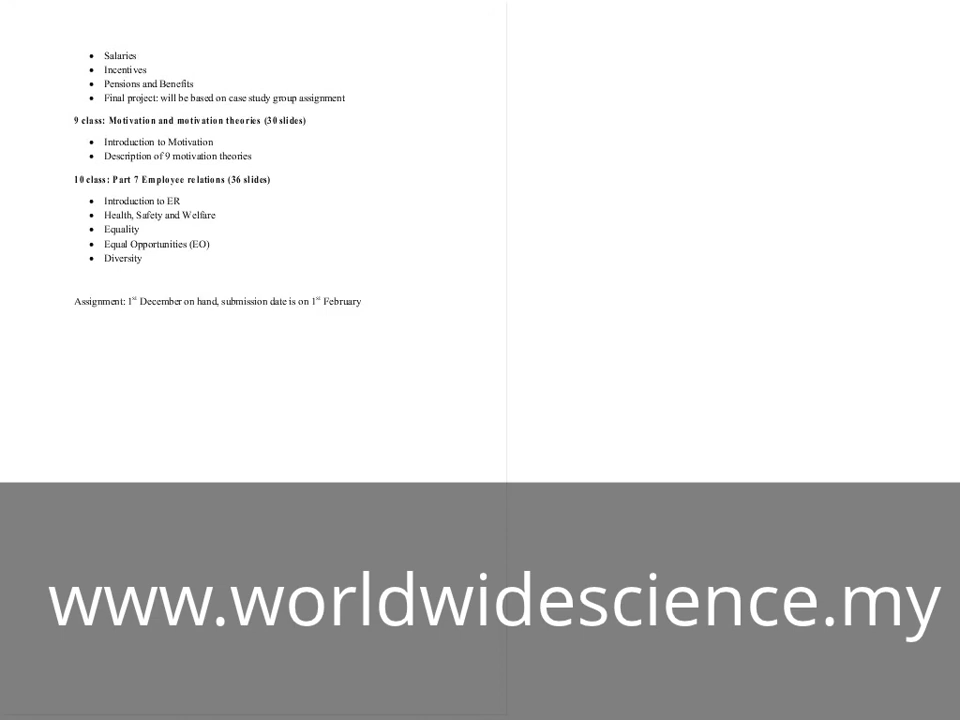 • Salaries
• Incentives
• Pensions and Benefits
• Final project: will be based on case study group assignment
9 class: Motivation and motivation theories (30 slides)
• Introduction to Motivation
• Description of 9 motivation theories
10 class: Part 7 Employee relations (36 slides)
• Introduction to ER
• Health, Safety and Welfare
• Equality
• Equal Opportunities (EO)
• Diversity
Assignment: 1st December on hand, submission date is on 1st February
www.worldwidescience.my